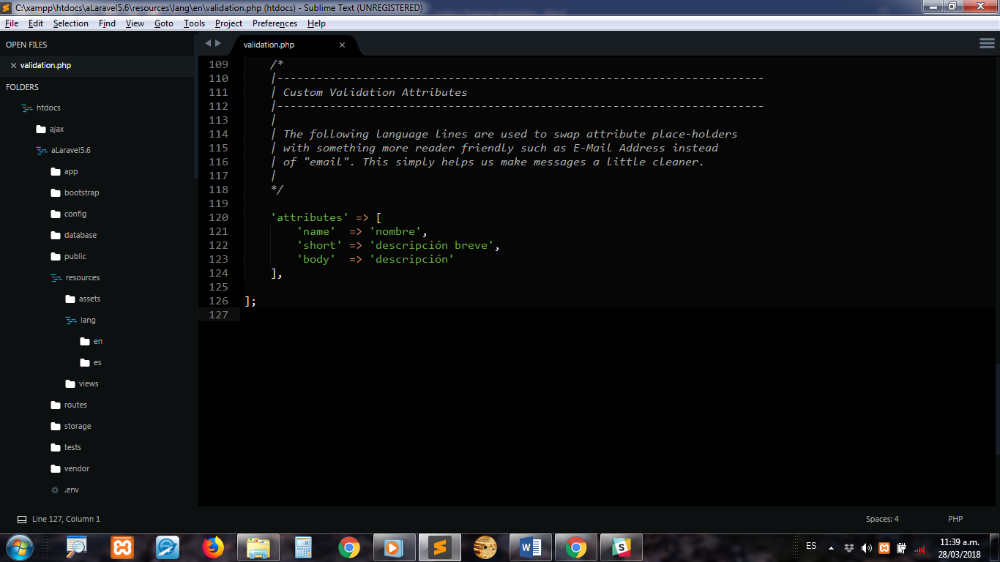 C:\xampp\htdocs\aLaravel5.6\resources\lang\en\validation.php (htdocs) - Sublime Text (UNREGISTERED)
File Edit Selection Find View Goto Tools Project Preferences Help
OPEN FILES
validation.php
FOLDERS
htdocs
ajax
aLaravel5.6
app
bootstrap
config
database
public
resources
assets
lang
en
es
views
routes
storage
tests
vendor
.env
validation.php
109 /*
110 |--------------------------------------------------------------------------
111 | Custom Validation Attributes
112 |--------------------------------------------------------------------------
113 |
114 | The following language lines are used to swap attribute place-holders
115 | with something more reader friendly such as E-Mail Address instead
116 | of "email". This simply helps us make messages a little cleaner.
117 |
118 */
119
120 'attributes' => [
121 'name'  => 'nombre',
122 'short' => 'descripción breve',
123 'body'  => 'descripción'
124 ],
125
126 ];
127
Line 127, Column 1
Spaces: 4
PHP
ES
11:39 a.m.
28/03/2018